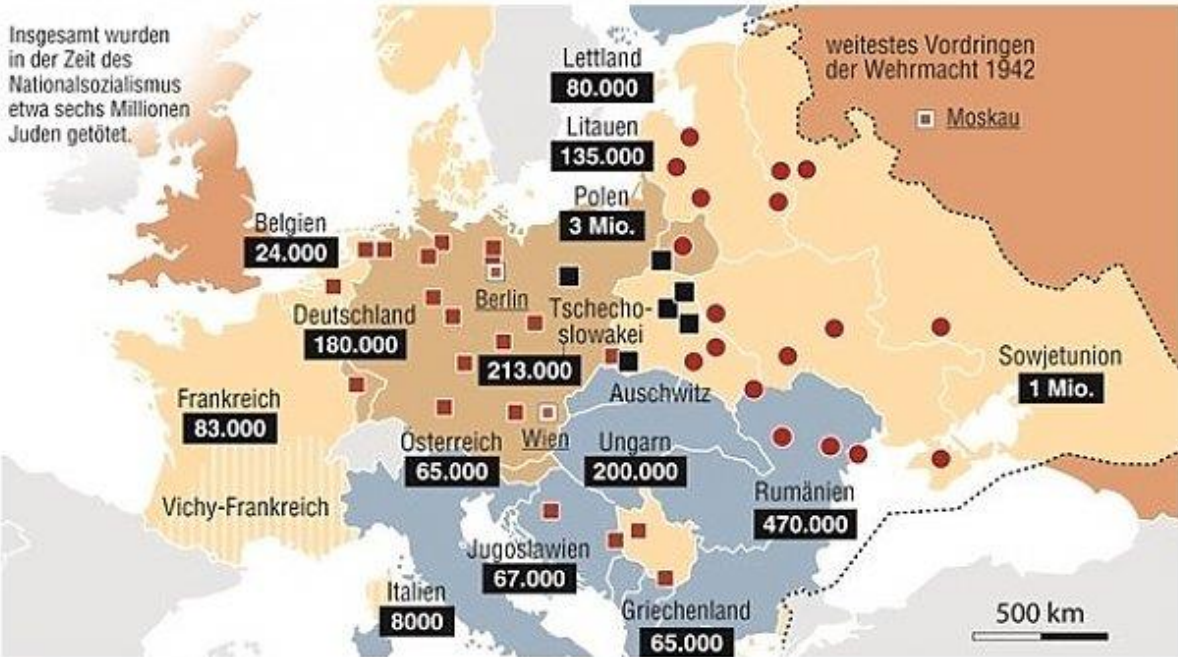 Insgesamt wurden
in der Zeit des
Nationalsozialismus
etwa sechs Millionen
Juden getötet.
weitestes Vordringen
der Wehrmacht 1942
Moskau
Lettland
80.000
Litauen
135.000
Polen
3 Mio.
Belgien
24.000
Berlin
Deutschland
180.000
Tschecho-
slowakei
213.000
Auschwitz
Sowjetunion
1 Mio.
Frankreich
83.000
Österreich
65.000
Wien
Ungarn
200.000
Vichy-Frankreich
Rumänien
470.000
Jugoslawien
67.000
Italien
8000
Griechenland
65.000
500 km